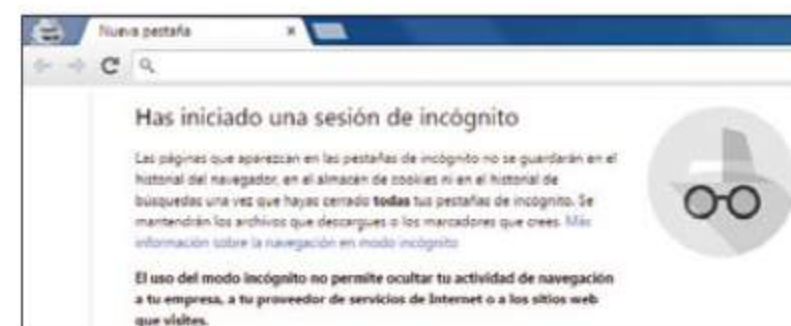 Nueva pestaña
Has iniciado una sesión de incógnito
Las páginas que aparezcan en las pestañas de incógnito no se guardarán en el
historial del navegador, en el almacén de cookies ni en el historial de
búsquedas una vez que hayas cerrado todas tus pestañas de incógnito. Se
mantendrán los archivos que descargues o los marcadores que crees. Más
información sobre la navegación en modo incógnito
El uso del modo incógnito no permite ocultar tu actividad de navegación
a tu empresa, a tu proveedor de servicios de Internet o a los sitios web
que visites.